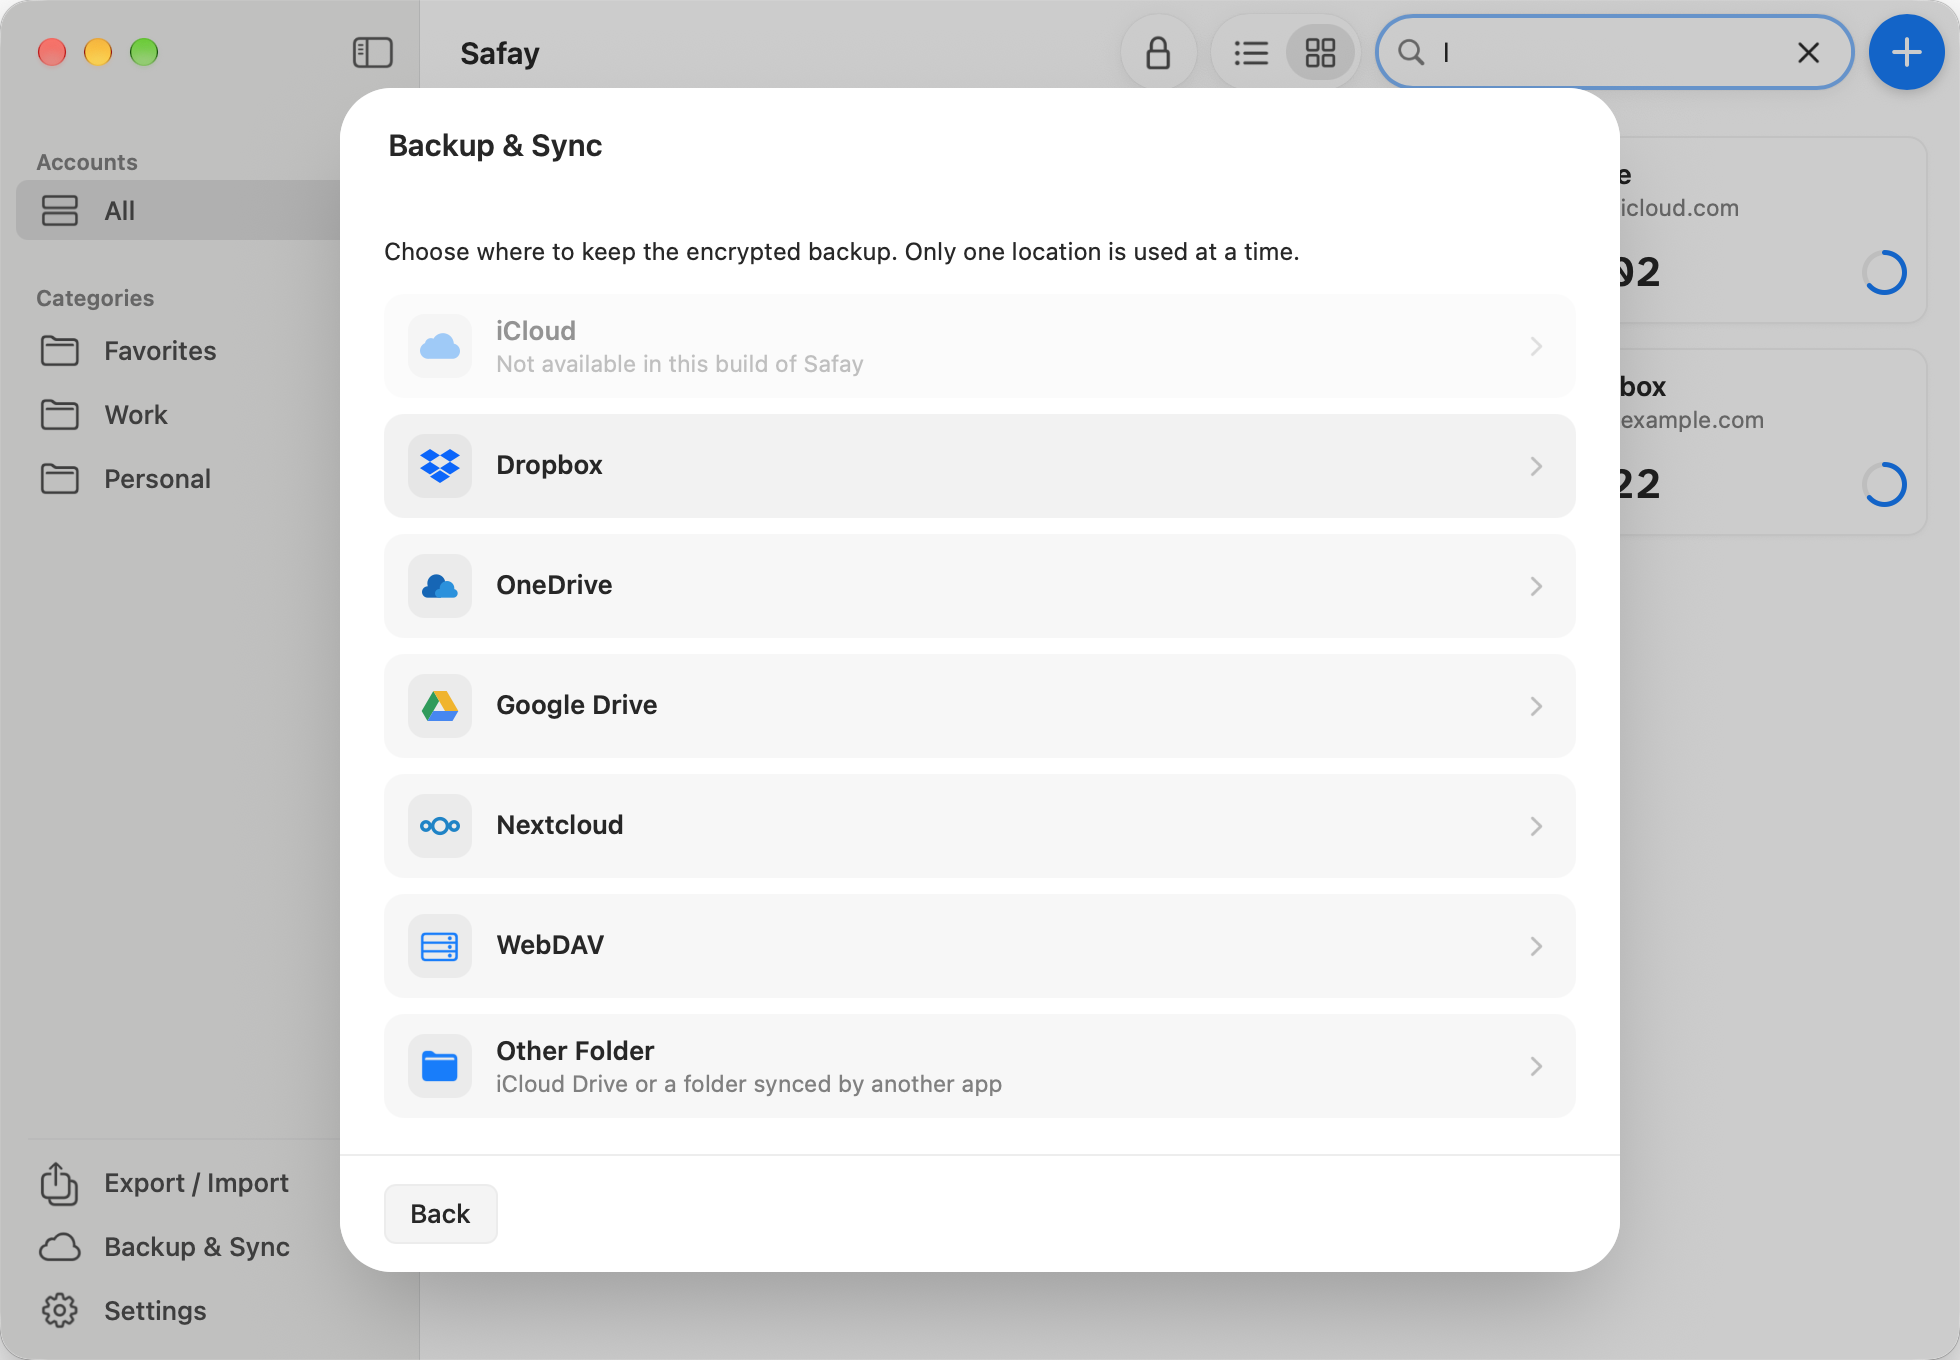 Safay
l
Accounts
All
Categories
Favorites
Work
Personal
Export / Import
Backup & Sync
Settings
Backup & Sync
Choose where to keep the encrypted backup. Only one location is used at a time.
iCloud
Not available in this build of Safay
Dropbox
OneDrive
Google Drive
Nextcloud
WebDAV
Other Folder
iCloud Drive or a folder synced by another app
Back
e
icloud.com
02
box
example.com
22